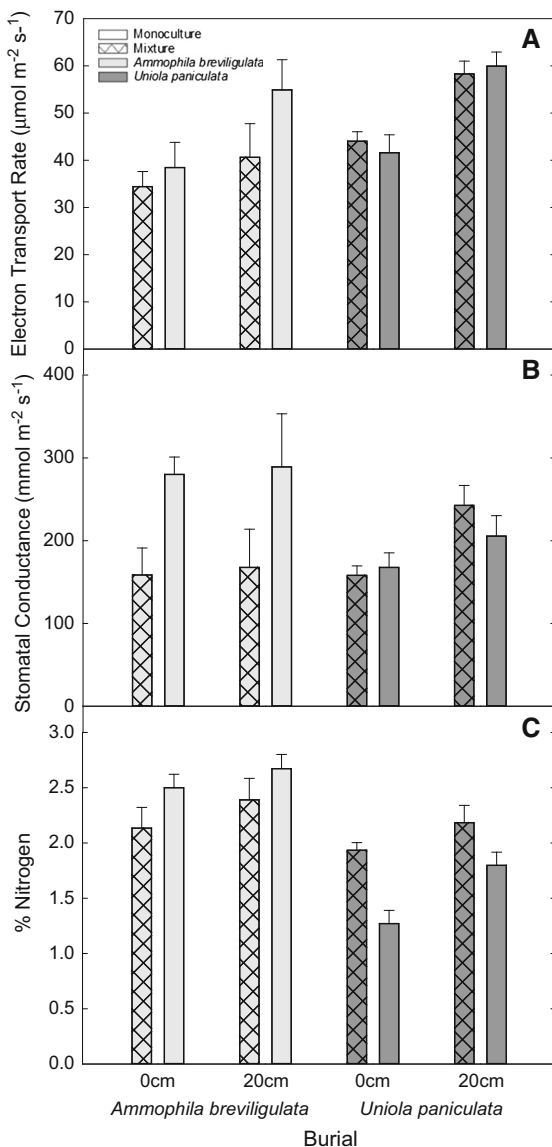 70
60
50
40
30
20
10
0
Electron Transport Rate (μmol m-2 s-1)
Monoculture
Mixture
Ammophila breviligulata
Uniola paniculata
A
400
300
200
100
0
Stomatal Conductance (mmol m-2 s-1)
B
3.0
2.5
2.0
1.5
1.0
0.5
0.0
% Nitrogen
C
0cm 20cm 0cm 20cm
Ammophila breviligulata Uniola paniculata
Burial